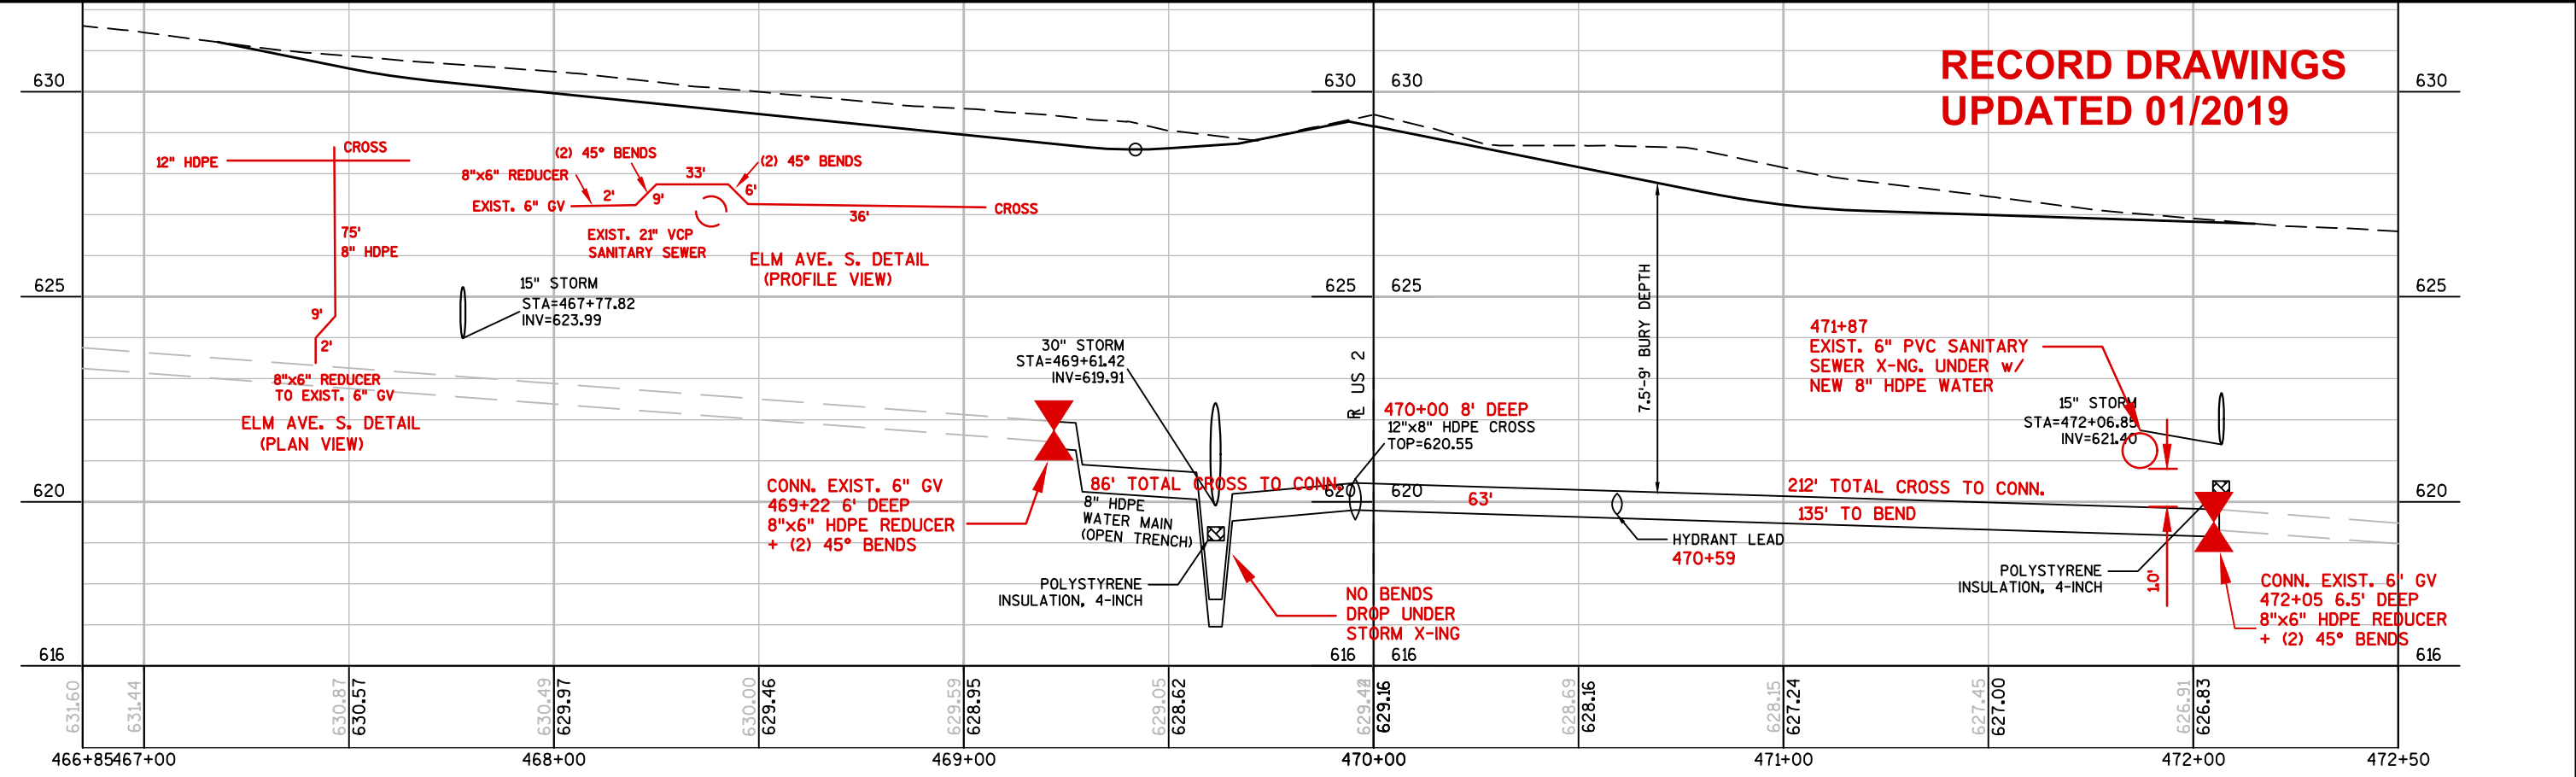 RECORD DRAWINGS
UPDATED 01/2019
630
630
630
630
625
625
625
625
620
620
620
620
616
616
616
616
12" HDPE
CROSS
75'
8" HDPE
9'
2'
8"x6" REDUCER
TO EXIST. 6" GV
ELM AVE. S. DETAIL
(PLAN VIEW)
(2) 45° BENDS
8"x6" REDUCER
2'
EXIST. 6" GV
9'
33'
(2) 45° BENDS
6'
36'
CROSS
EXIST. 21" VCP
SANITARY SEWER
ELM AVE. S. DETAIL
(PROFILE VIEW)
15" STORM
STA=467+77.82
INV=623.99
30" STORM
STA=469+61.42
INV=619.91
CONN. EXIST. 6" GV
469+22 6' DEEP
8"x6" HDPE REDUCER
+ (2) 45° BENDS
86' TOTAL CROSS TO CONN.
8" HDPE
WATER MAIN
(OPEN TRENCH)
POLYSTYRENE
INSULATION, 4-INCH
NO BENDS
DROP UNDER
STORM X-ING
US 2
470+00 8' DEEP
12"x8" HDPE CROSS
TOP=620.55
63'
7.5'-9' BURY DEPTH
HYDRANT LEAD
470+59
471+87
EXIST. 6" PVC SANITARY
SEWER X-NG. UNDER w/
NEW 8" HDPE WATER
15" STORM
STA=472+06.85
INV=621.40
212' TOTAL CROSS TO CONN.
135' TO BEND
POLYSTYRENE
INSULATION, 4-INCH
1.0'
CONN. EXIST. 6" GV
472+05 6.5' DEEP
8"x6" HDPE REDUCER
+ (2) 45° BENDS
631.60
631.44
630.87
630.57
630.49
629.97
630.00
629.46
629.59
628.95
629.05
628.62
629.16
628.69
628.16
628.15
627.24
627.45
627.00
626.91
626.83
466+85
467+00
468+00
469+00
470+00
471+00
472+00
472+50